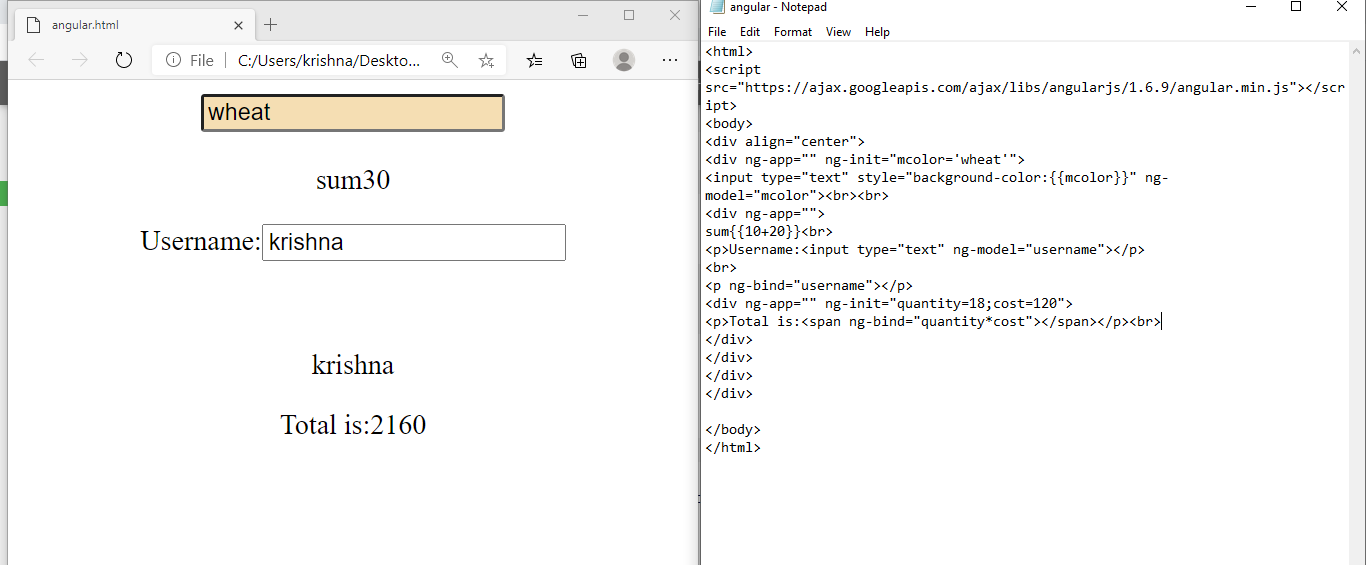 angular.html
File
C:/Users/krishna/Deskto...
wheat
sum30
Username:
krishna
krishna
Total is:2160
angular - Notepad
File Edit Format View Help
<html>
<script
src="https://ajax.googleapis.com/ajax/libs/angularjs/1.6.9/angular.min.js"></scr
ipt>
<body>
<div align="center">
<div ng-app="" ng-init="mcolor='wheat'">
<input type="text" style="background-color:{{mcolor}}" ng-
model="mcolor"><br><br>
<div ng-app="">
sum{{10+20}}<br>
<p>Username:<input type="text" ng-model="username"></p>
<br>
<p ng-bind="username"></p>
<div ng-app="" ng-init="quantity=18;cost=120">
<p>Total is:<span ng-bind="quantity*cost"></span></p><br>
</div>
</div>
</div>
</div>
</body>
</html>